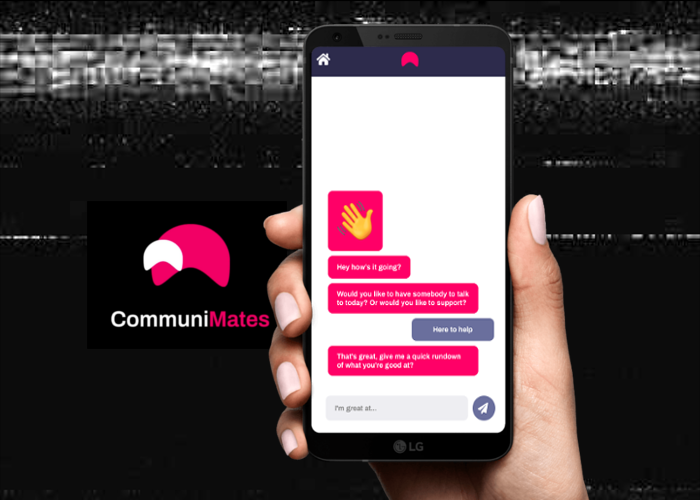 CommuniMates
Hey how's it going?
Would you like to have somebody to talk
to today? Or would you like to support?
Here to help
That's great, give me a quick rundown
of what you're good at?
I'm great at...
LG